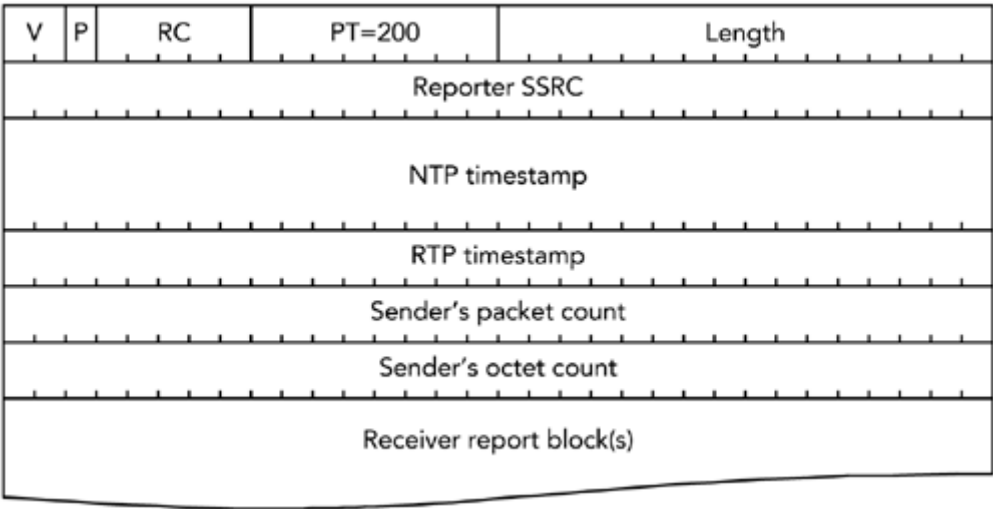 V P RC PT=200 Length
Reporter SSRC
NTP timestamp
RTP timestamp
Sender’s packet count
Sender’s octet count
Receiver report block(s)